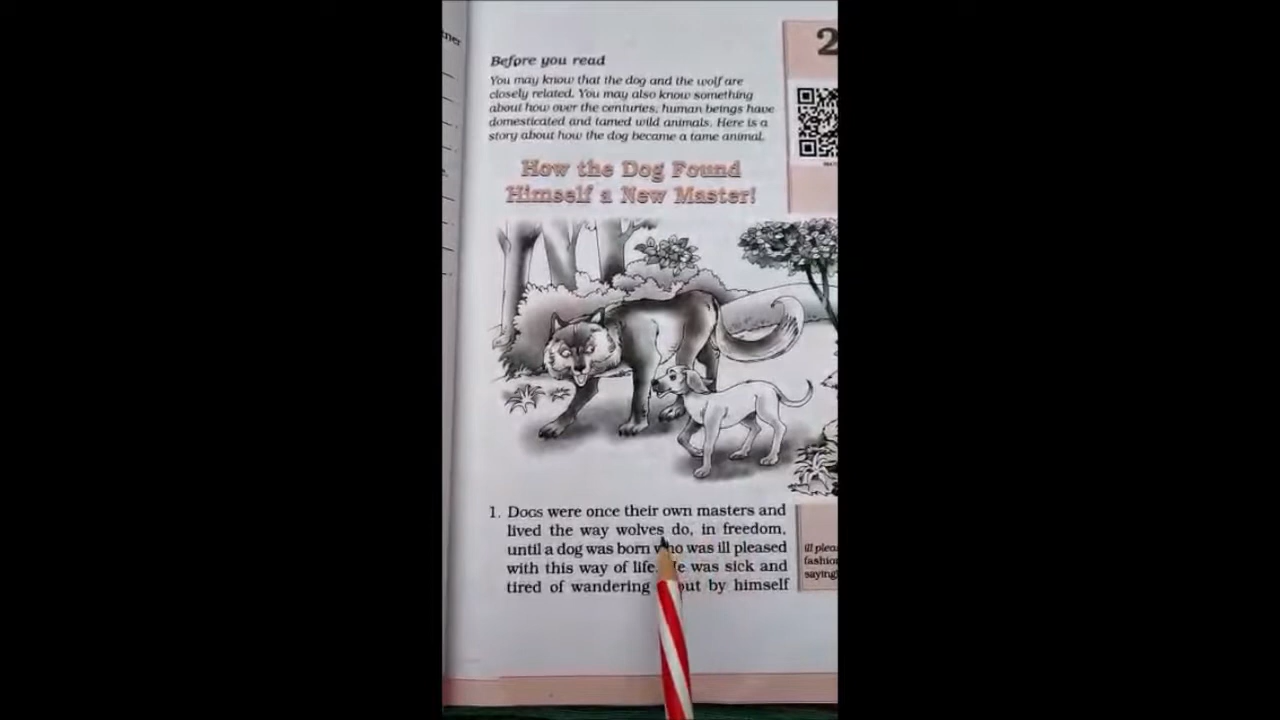 Before you read
You may know that the dog and the wolf are
closely related. You may also know something
about how over the centuries, human beings have
domesticated and tamed wild animals. Here is a
story about how the dog became a tame animal.
How the Dog Found
Himself a New Master!
1. Dogs were once their own masters and
lived the way wolves do, in freedom,
until a dog was born who was ill pleased
with this way of life. He was sick and
tired of wandering about by himself
2
ill